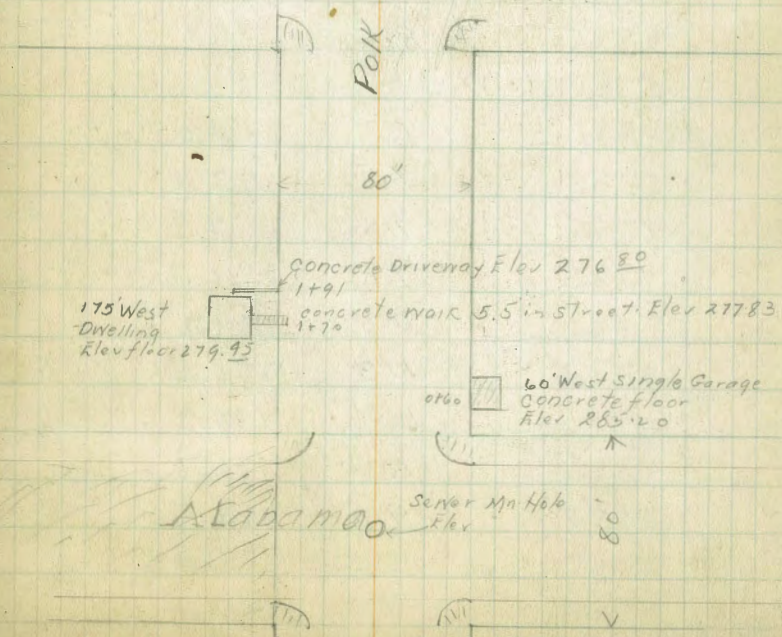 Polk
80'
Concrete Driveway Elev 276 80
1+91
concrete walk 5.5 in street. Elev 277 83
1+70
175' West
Dwelling
Elev floor 279.95
60' West Single Garage
0+60
Concrete floor
Elev 285.20
Alabama
Sewer Mn. Hole
Elev
80'